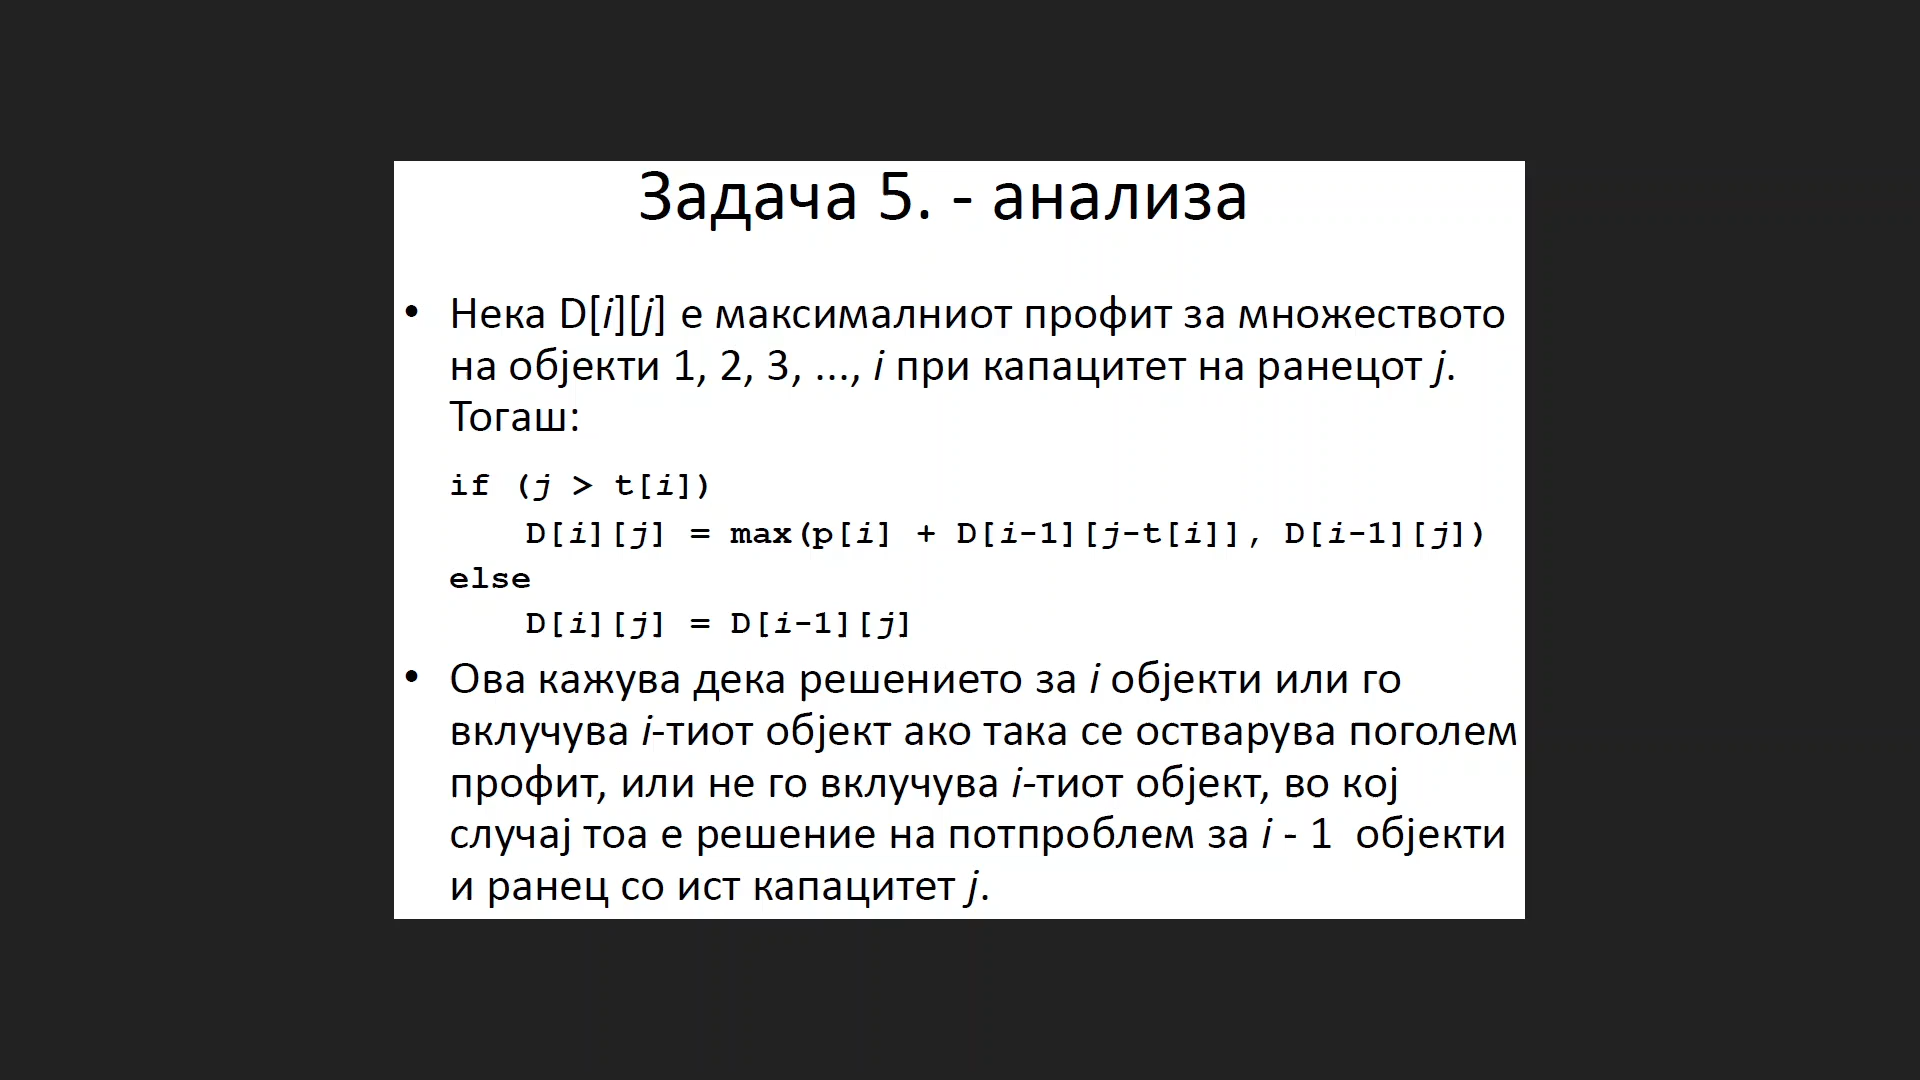 Задача 5. - анализа
• Нека D[i][j] е максималниот профит за множеството
на објекти 1, 2, 3, ..., i при капацитет на ранецот j.
Тогаш:
if (j > t[i])
D[i][j] = max(p[i] + D[i-1][j-t[i]], D[i-1][j])
else
D[i][j] = D[i-1][j]
• Ова кажува дека решението за i објекти или го
вклучува i-тиот објект ако така се остварува поголем
профит, или не го вклучува i-тиот објект, во кој
случај тоа е решение на потпроблем за i - 1 објекти
и ранец со ист капацитет j.